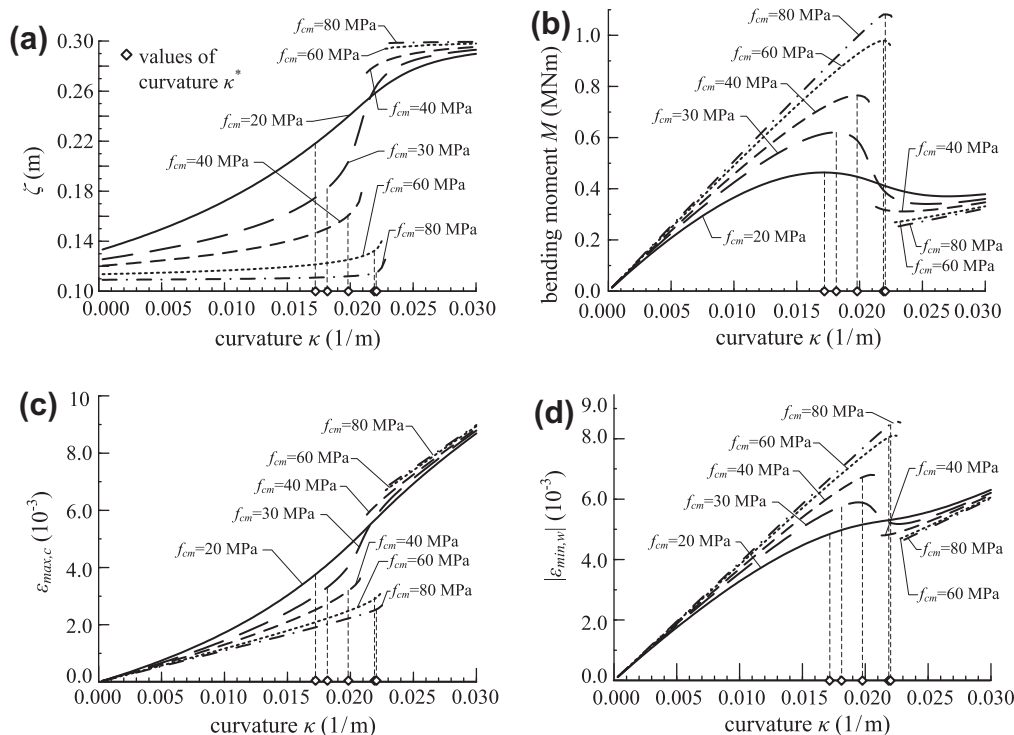 (a)
f_cm=80 MPa
0.30
values of
curvature κ*
f_cm=60 MPa
0.26
f_cm=40 MPa
f_cm=20 MPa
0.22
f_cm=30 MPa
f_cm=40 MPa
f_cm=60 MPa
0.18
0.14
f_cm=80 MPa
0.10
ζ (m)
0.000 0.005 0.010 0.015 0.020 0.025 0.030
curvature κ (1/m)
(b)
f_cm=80 MPa
1.0
f_cm=60 MPa
0.8
f_cm=40 MPa
f_cm=30 MPa
0.6
f_cm=40 MPa
0.4
f_cm=20 MPa
0.2
f_cm=80 MPa
f_cm=60 MPa
0.0
bending moment M (MNm)
0.000 0.005 0.010 0.015 0.020 0.025 0.030
curvature κ (1/m)
(c)
10
f_cm=80 MPa
8.0
f_cm=60 MPa
f_cm=40 MPa
6.0
f_cm=30 MPa
f_cm=20 MPa
f_cm=40 MPa
4.0
f_cm=60 MPa
f_cm=80 MPa
2.0
0.0
ε_max,c (10⁻³)
0.000 0.005 0.010 0.015 0.020 0.025 0.030
curvature κ (1/m)
(d)
9.0
f_cm=80 MPa
8.0
f_cm=60 MPa
f_cm=40 MPa
f_cm=40 MPa
f_cm=30 MPa
6.0
f_cm=20 MPa
4.0
f_cm=80 MPa
f_cm=60 MPa
2.0
0.0
|ε_min,w| (10⁻³)
0.000 0.005 0.010 0.015 0.020 0.025 0.030
curvature κ (1/m)